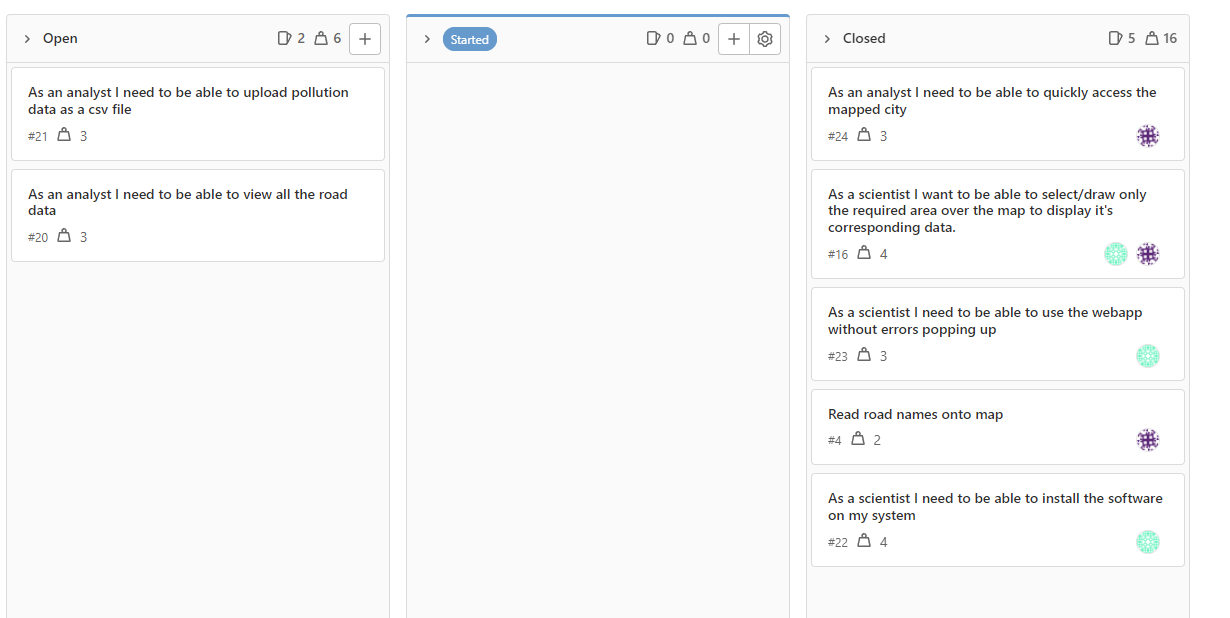 Open 2 6
As an analyst I need to be able to upload pollution
data as a csv file
#21 3
As an analyst I need to be able to view all the road
data
#20 3
Started 0 0
Closed 5 16
As an analyst I need to be able to quickly access the
mapped city
#24 3
As a scientist I want to be able to select/draw only
the required area over the map to display it's
corresponding data.
#16 4
As a scientist I need to be able to use the webapp
without errors popping up
#23 3
Read road names onto map
#4 2
As a scientist I need to be able to install the software
on my system
#22 4